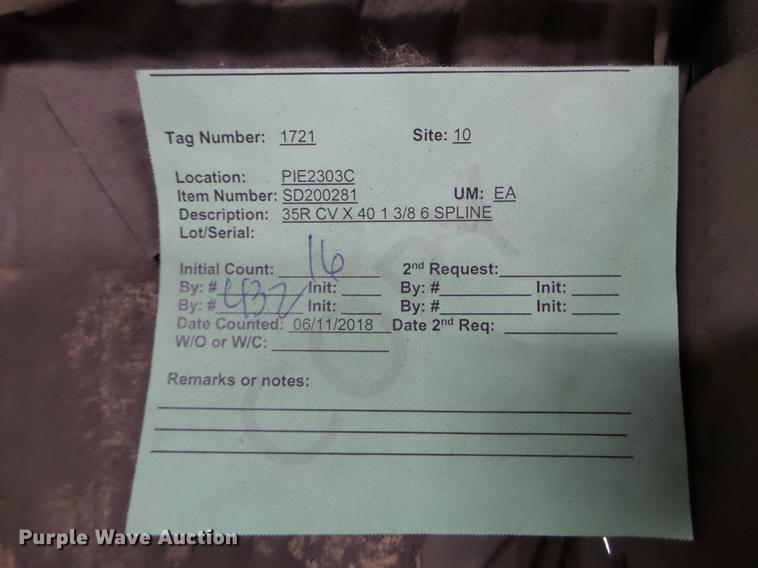 Tag Number: 1721 Site: 10
Location: PIE2303C
Item Number: SD200281 UM: EA
Description: 35R CV X 40 1 3/8 6 SPLINE
Lot/Serial:
Initial Count: 16 2nd Request:
By: # Init: By: # Init:
By: # 432 Init: By: # Init:
Date Counted: 06/11/2018 Date 2nd Req:
W/O or W/C:
Remarks or notes:
COPY
Purple Wave Auction